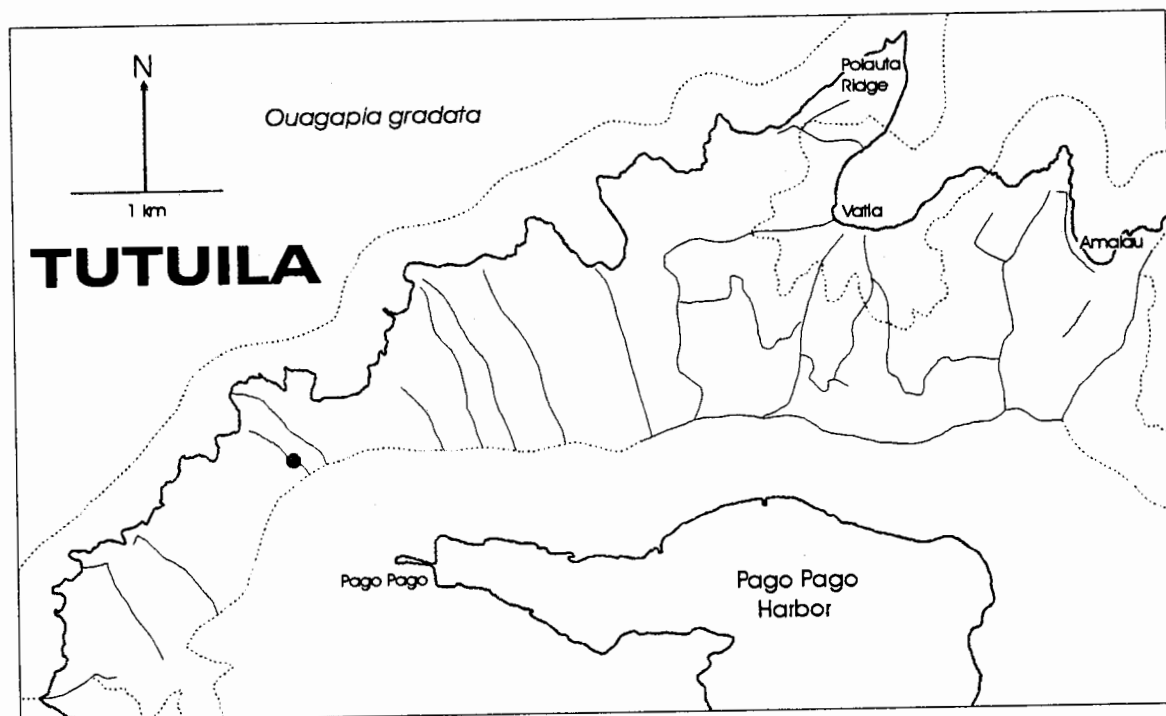 N
Ouagapia gradata
1 km
TUTUILA
Polauta
Ridge
Vatia
Amalau
Pago Pago
Pago Pago
Harbor